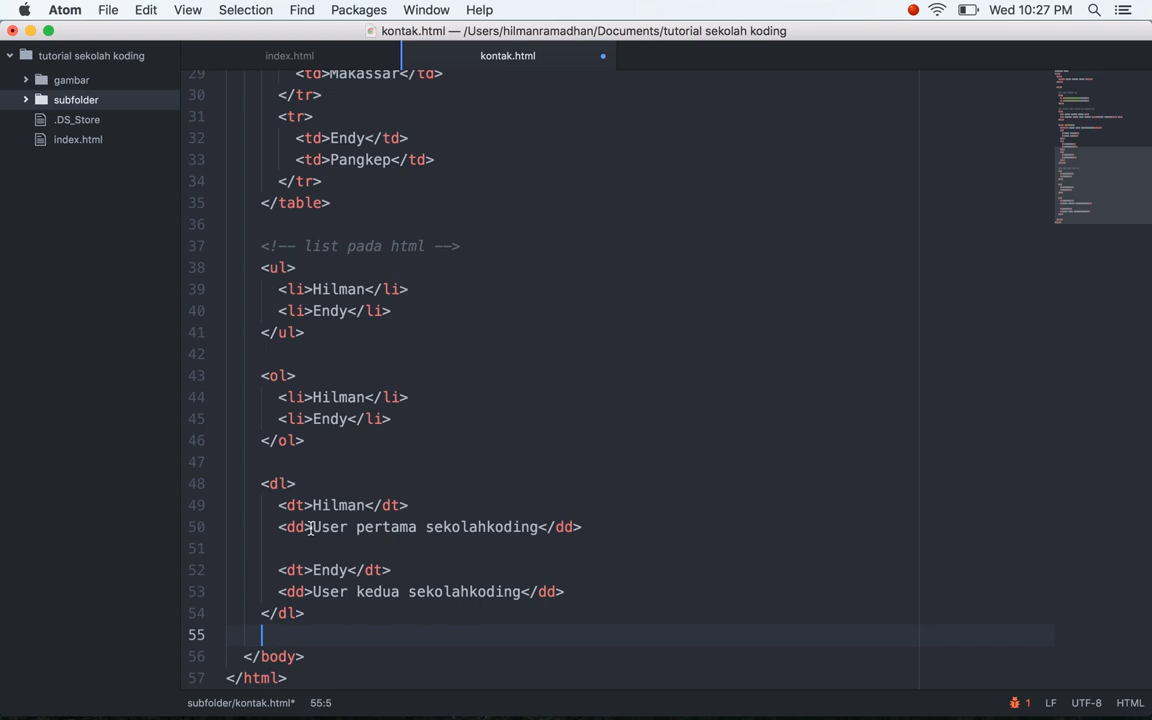 Atom File Edit View Selection Find Packages Window Help Wed 10:27 PM
kontak.html — /Users/hilmanramadhan/Documents/tutorial sekolah koding
tutorial sekolah koding
gambar
subfolder
.DS_Store
index.html
index.html kontak.html
29 <td>Makassar</td>
30 </tr>
31 <tr>
32 <td>Endy</td>
33 <td>Pangkep</td>
34 </tr>
35 </table>
36
37 <!-- list pada html -->
38 <ul>
39 <li>Hilman</li>
40 <li>Endy</li>
41 </ul>
42
43 <ol>
44 <li>Hilman</li>
45 <li>Endy</li>
46 </ol>
47
48 <dl>
49 <dt>Hilman</dt>
50 <dd>User pertama sekolahkoding</dd>
51
52 <dt>Endy</dt>
53 <dd>User kedua sekolahkoding</dd>
54 </dl>
55
56 </body>
57 </html>
subfolder/kontak.html* 55:5 1 LF UTF-8 HTML